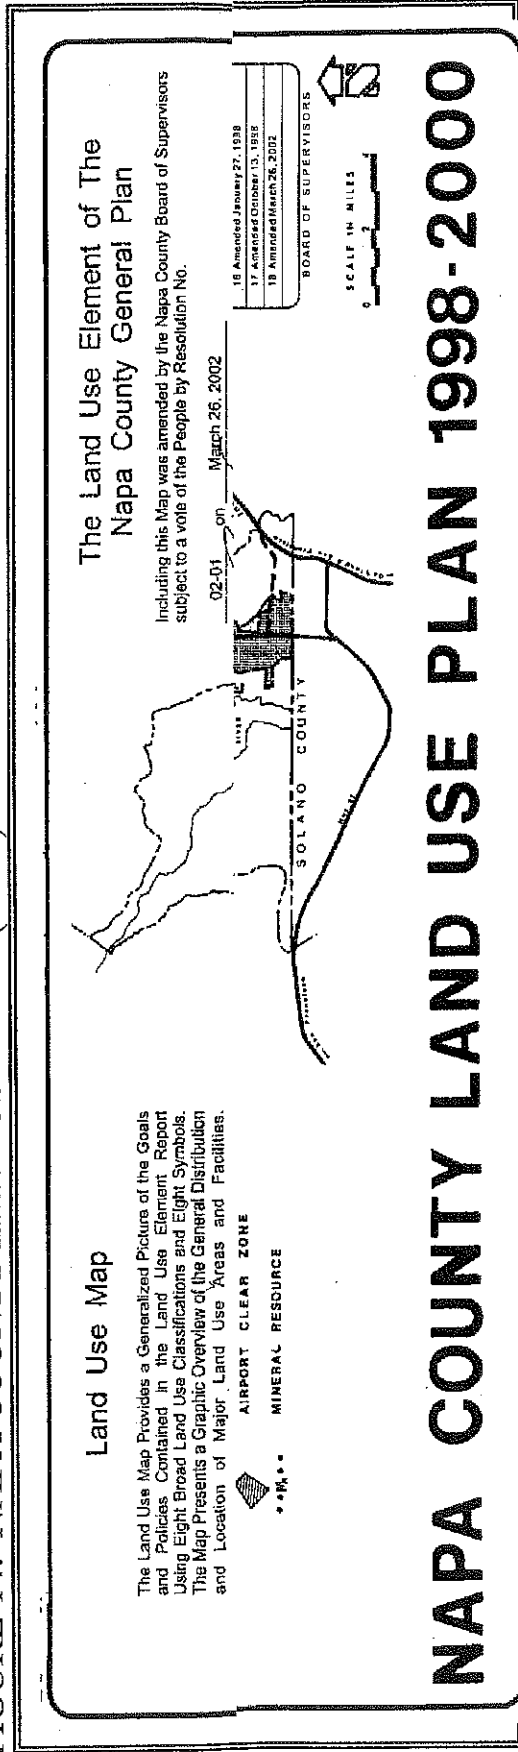 Land Use Map
The Land Use Map Provides a Generalized Picture of the Goals
and Policies Contained in the Land Use Element Report
Using Eight Broad Land Use Classifications and Eight Symbols.
The Map Presents a Graphic Overview of the General Distribution
and Location of Major Land Use Areas and Facilities.
AIRPORT CLEAR ZONE
MINERAL RESOURCE
The Land Use Element of The
Napa County General Plan
Including this Map was amended by the Napa County Board of Supervisors
subject to a vote of the People by Resolution No.
02-01 on March 26, 2002
16 Amended January 27, 1998
17 Amended October 13, 1998
18 Amended March 26, 2002
BOARD OF SUPERVISORS
SCALE IN MILES
0 2 4
RIVER
SOLANO COUNTY
NAPA COUNTY LAND USE PLAN 1998-2000